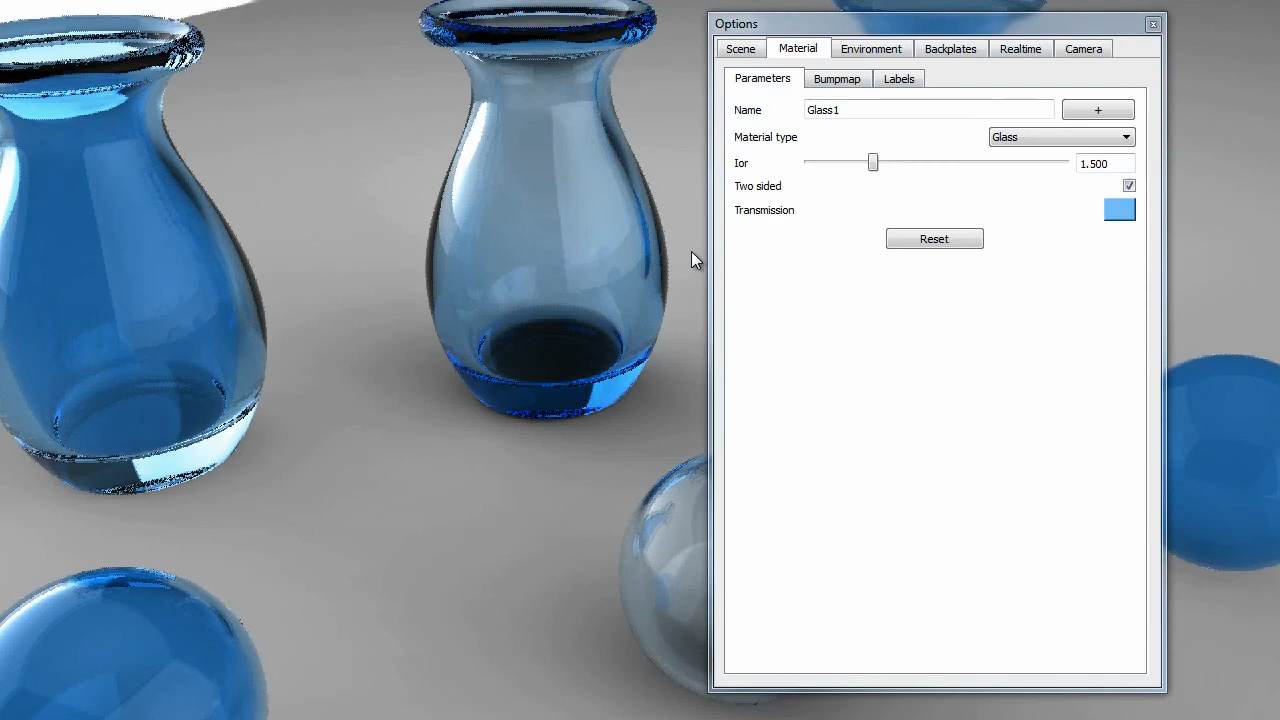 Options
Scene Material Environment Backplates Realtime Camera
Parameters Bumpmap Labels
Name Glass1 +
Material type Glass
Ior 1.500
Two sided
Transmission
Reset